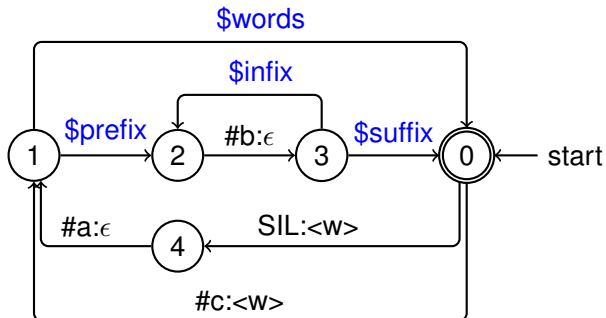 $words
$infix
$prefix #b:ϵ $suffix
1 2 3 0 start
#a:ϵ SIL:<w>
4
#c:<w>